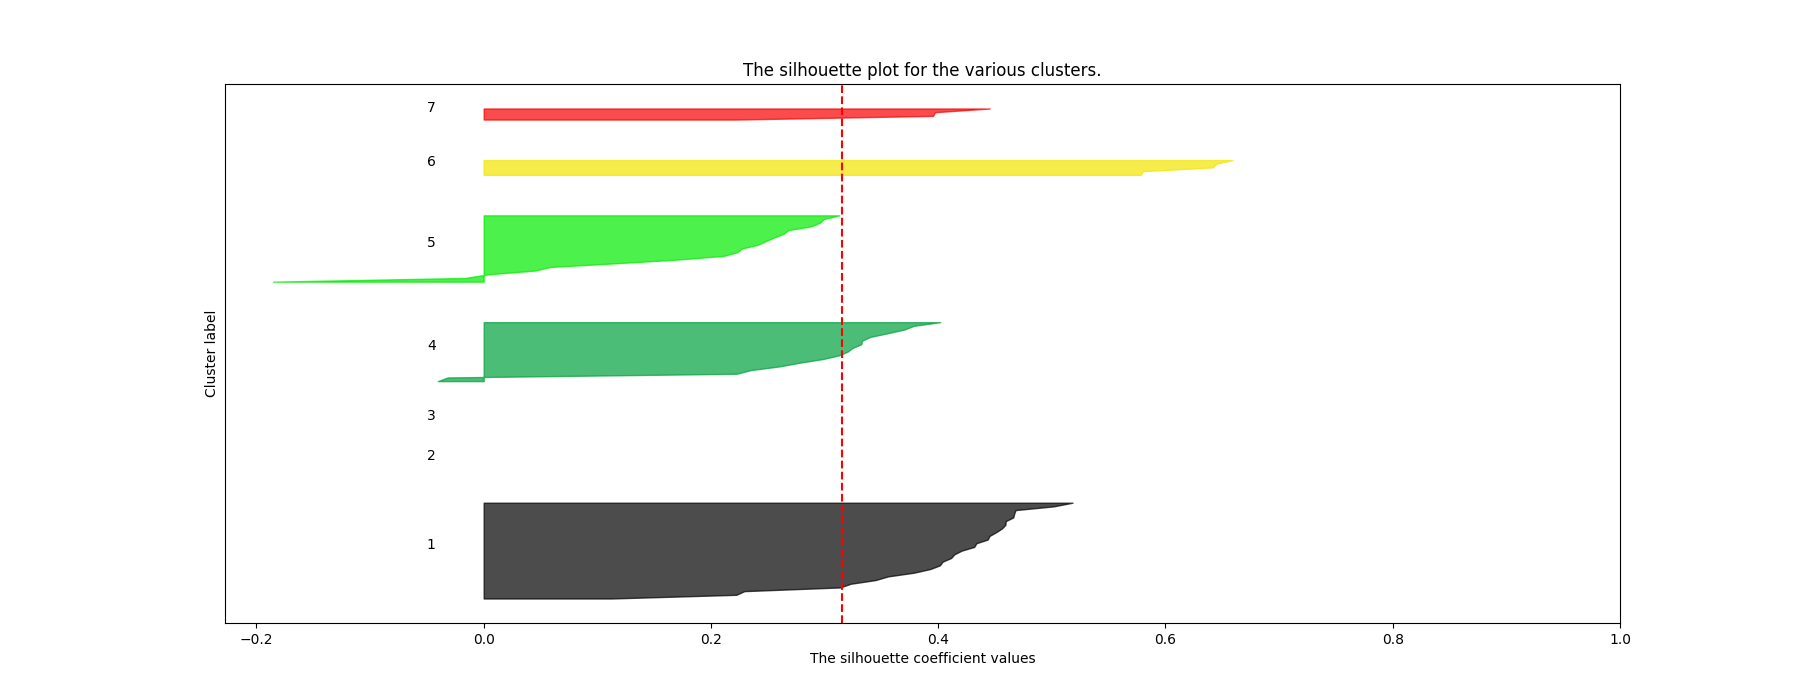 The silhouette plot for the various clusters.
7
6
5
4
3
2
1
Cluster label
−0.2 0.0 0.2 0.4 0.6 0.8 1.0
The silhouette coefficient values